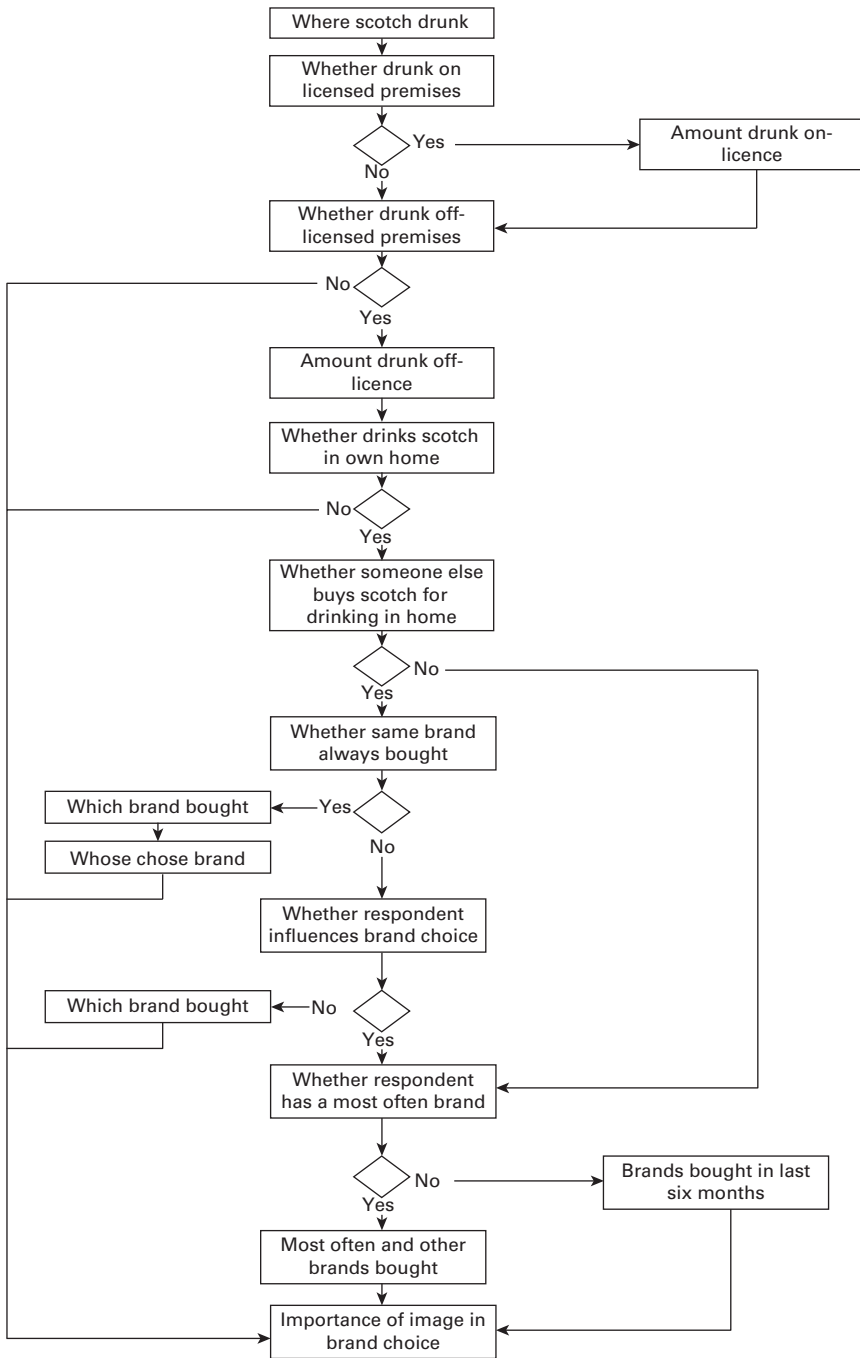 Where scotch drunk
Whether drunk on
licensed premises
Yes
No
Amount drunk on-
licence
Whether drunk off-
licensed premises
No
Yes
Amount drunk off-
licence
Whether drinks scotch
in own home
No
Yes
Whether someone else
buys scotch for
drinking in home
No
Yes
Whether same brand
always bought
Which brand bought
Yes
No
Whose chose brand
Whether respondent
influences brand choice
Which brand bought
No
Yes
Whether respondent
has a most often brand
No
Yes
Brands bought in last
six months
Most often and other
brands bought
Importance of image in
brand choice